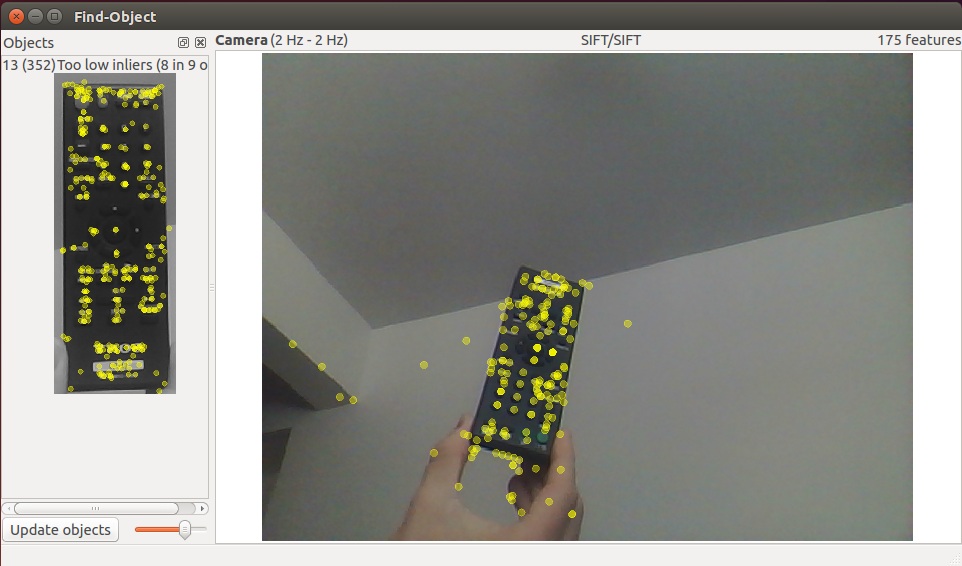 Find-Object
Objects
Camera (2 Hz - 2 Hz)
SIFT/SIFT
175 features
13 (352) Too low inliers (8 in 9 o
Update objects